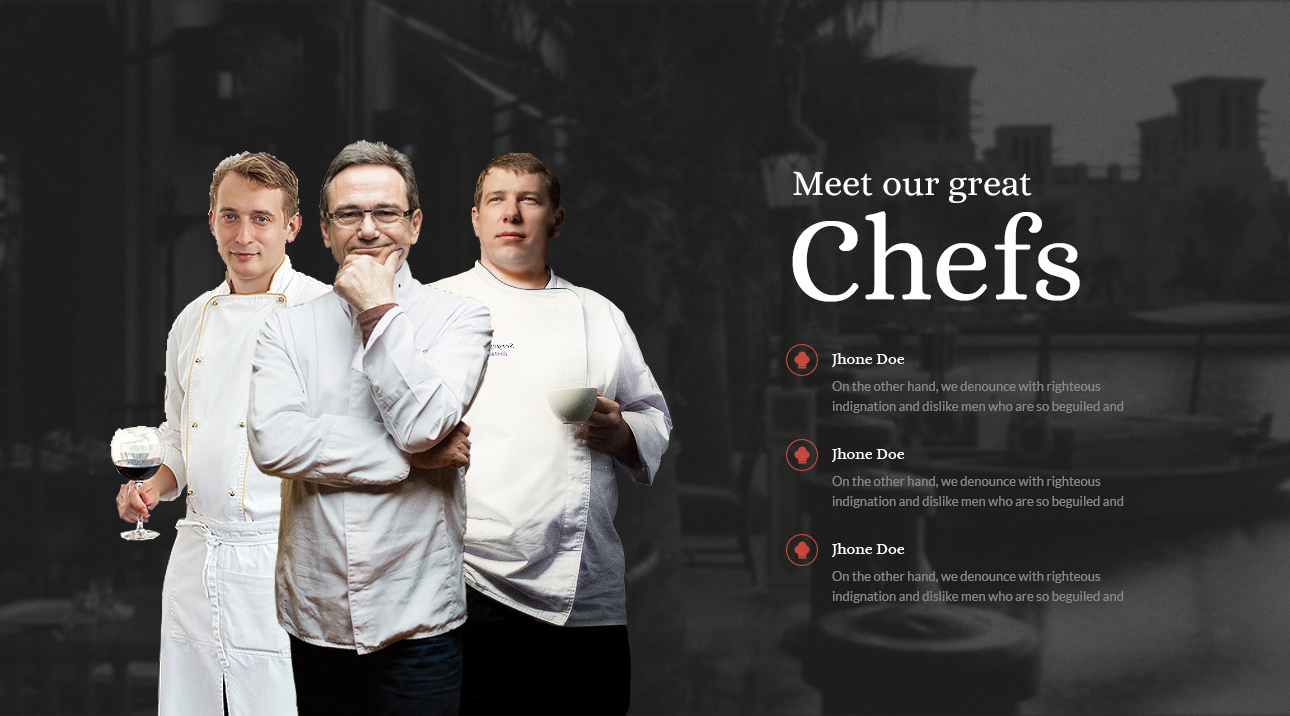 Meet our great
Chefs
Jhone Doe
On the other hand, we denounce with righteous
indignation and dislike men who are so beguiled and
Jhone Doe
On the other hand, we denounce with righteous
indignation and dislike men who are so beguiled and
Jhone Doe
On the other hand, we denounce with righteous
indignation and dislike men who are so beguiled and